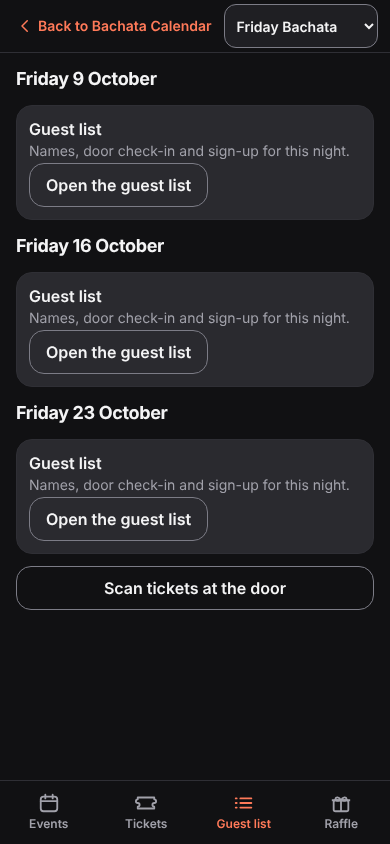 Back to Bachata Calendar
Friday Bachata
Friday 9 October
Guest list
Names, door check-in and sign-up for this night.
Open the guest list
Friday 16 October
Guest list
Names, door check-in and sign-up for this night.
Open the guest list
Friday 23 October
Guest list
Names, door check-in and sign-up for this night.
Open the guest list
Scan tickets at the door
Events
Tickets
Guest list
Raffle